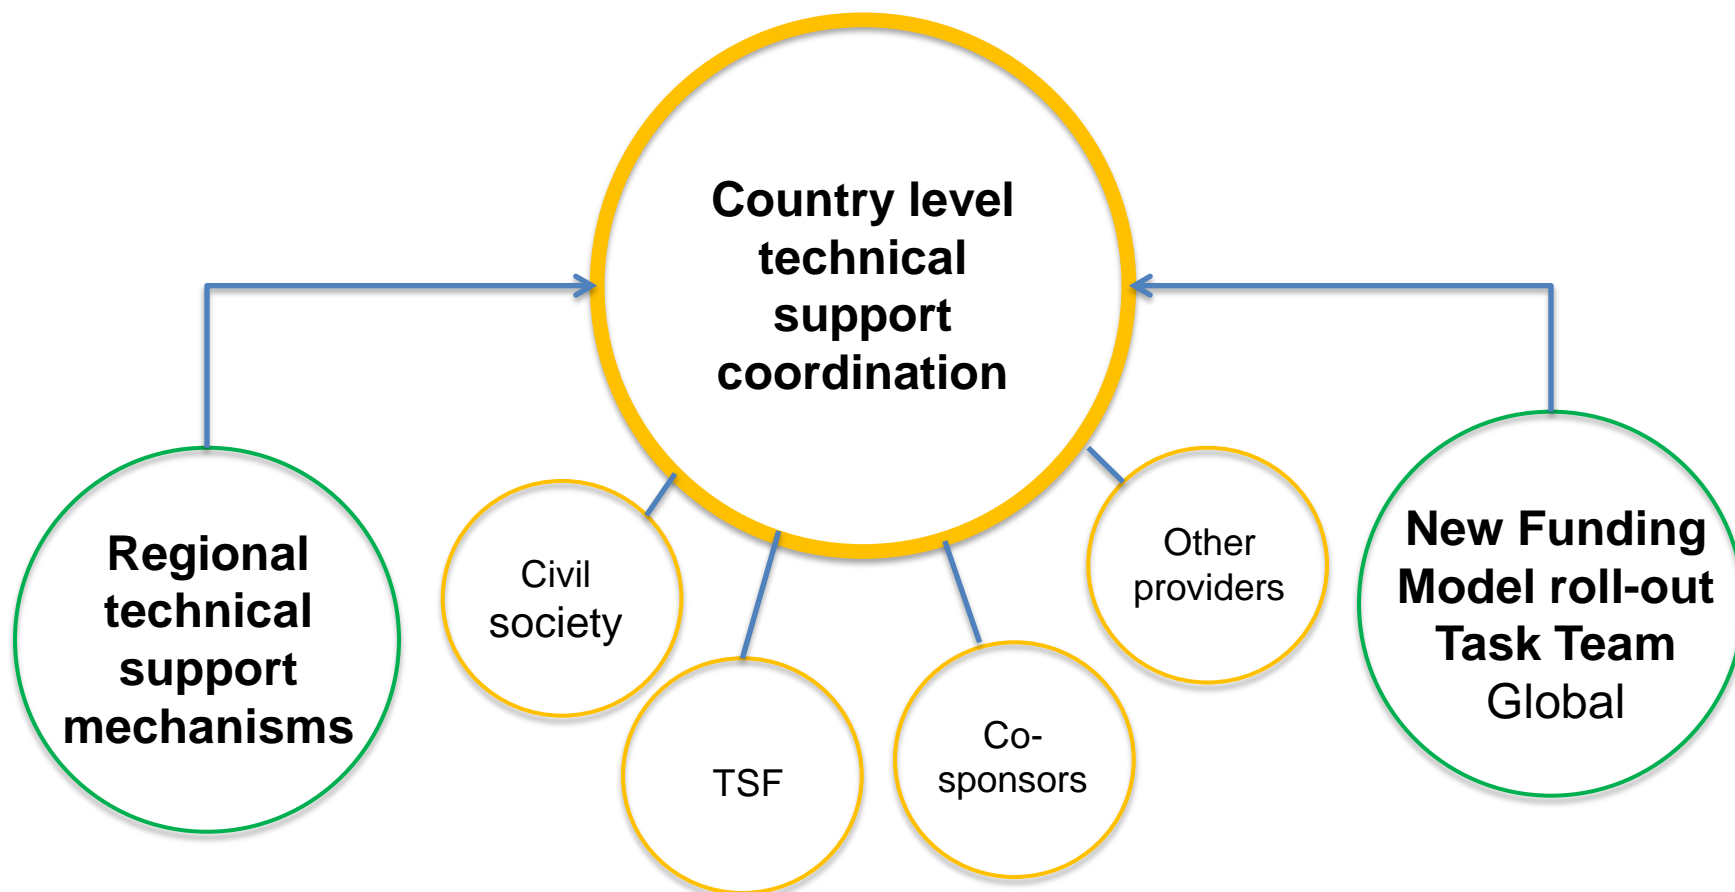 Country level
technical
support
coordination
Regional
technical
support
mechanisms
Civil
society
TSF
Co-
sponsors
Other
providers
New Funding
Model roll-out
Task Team
Global